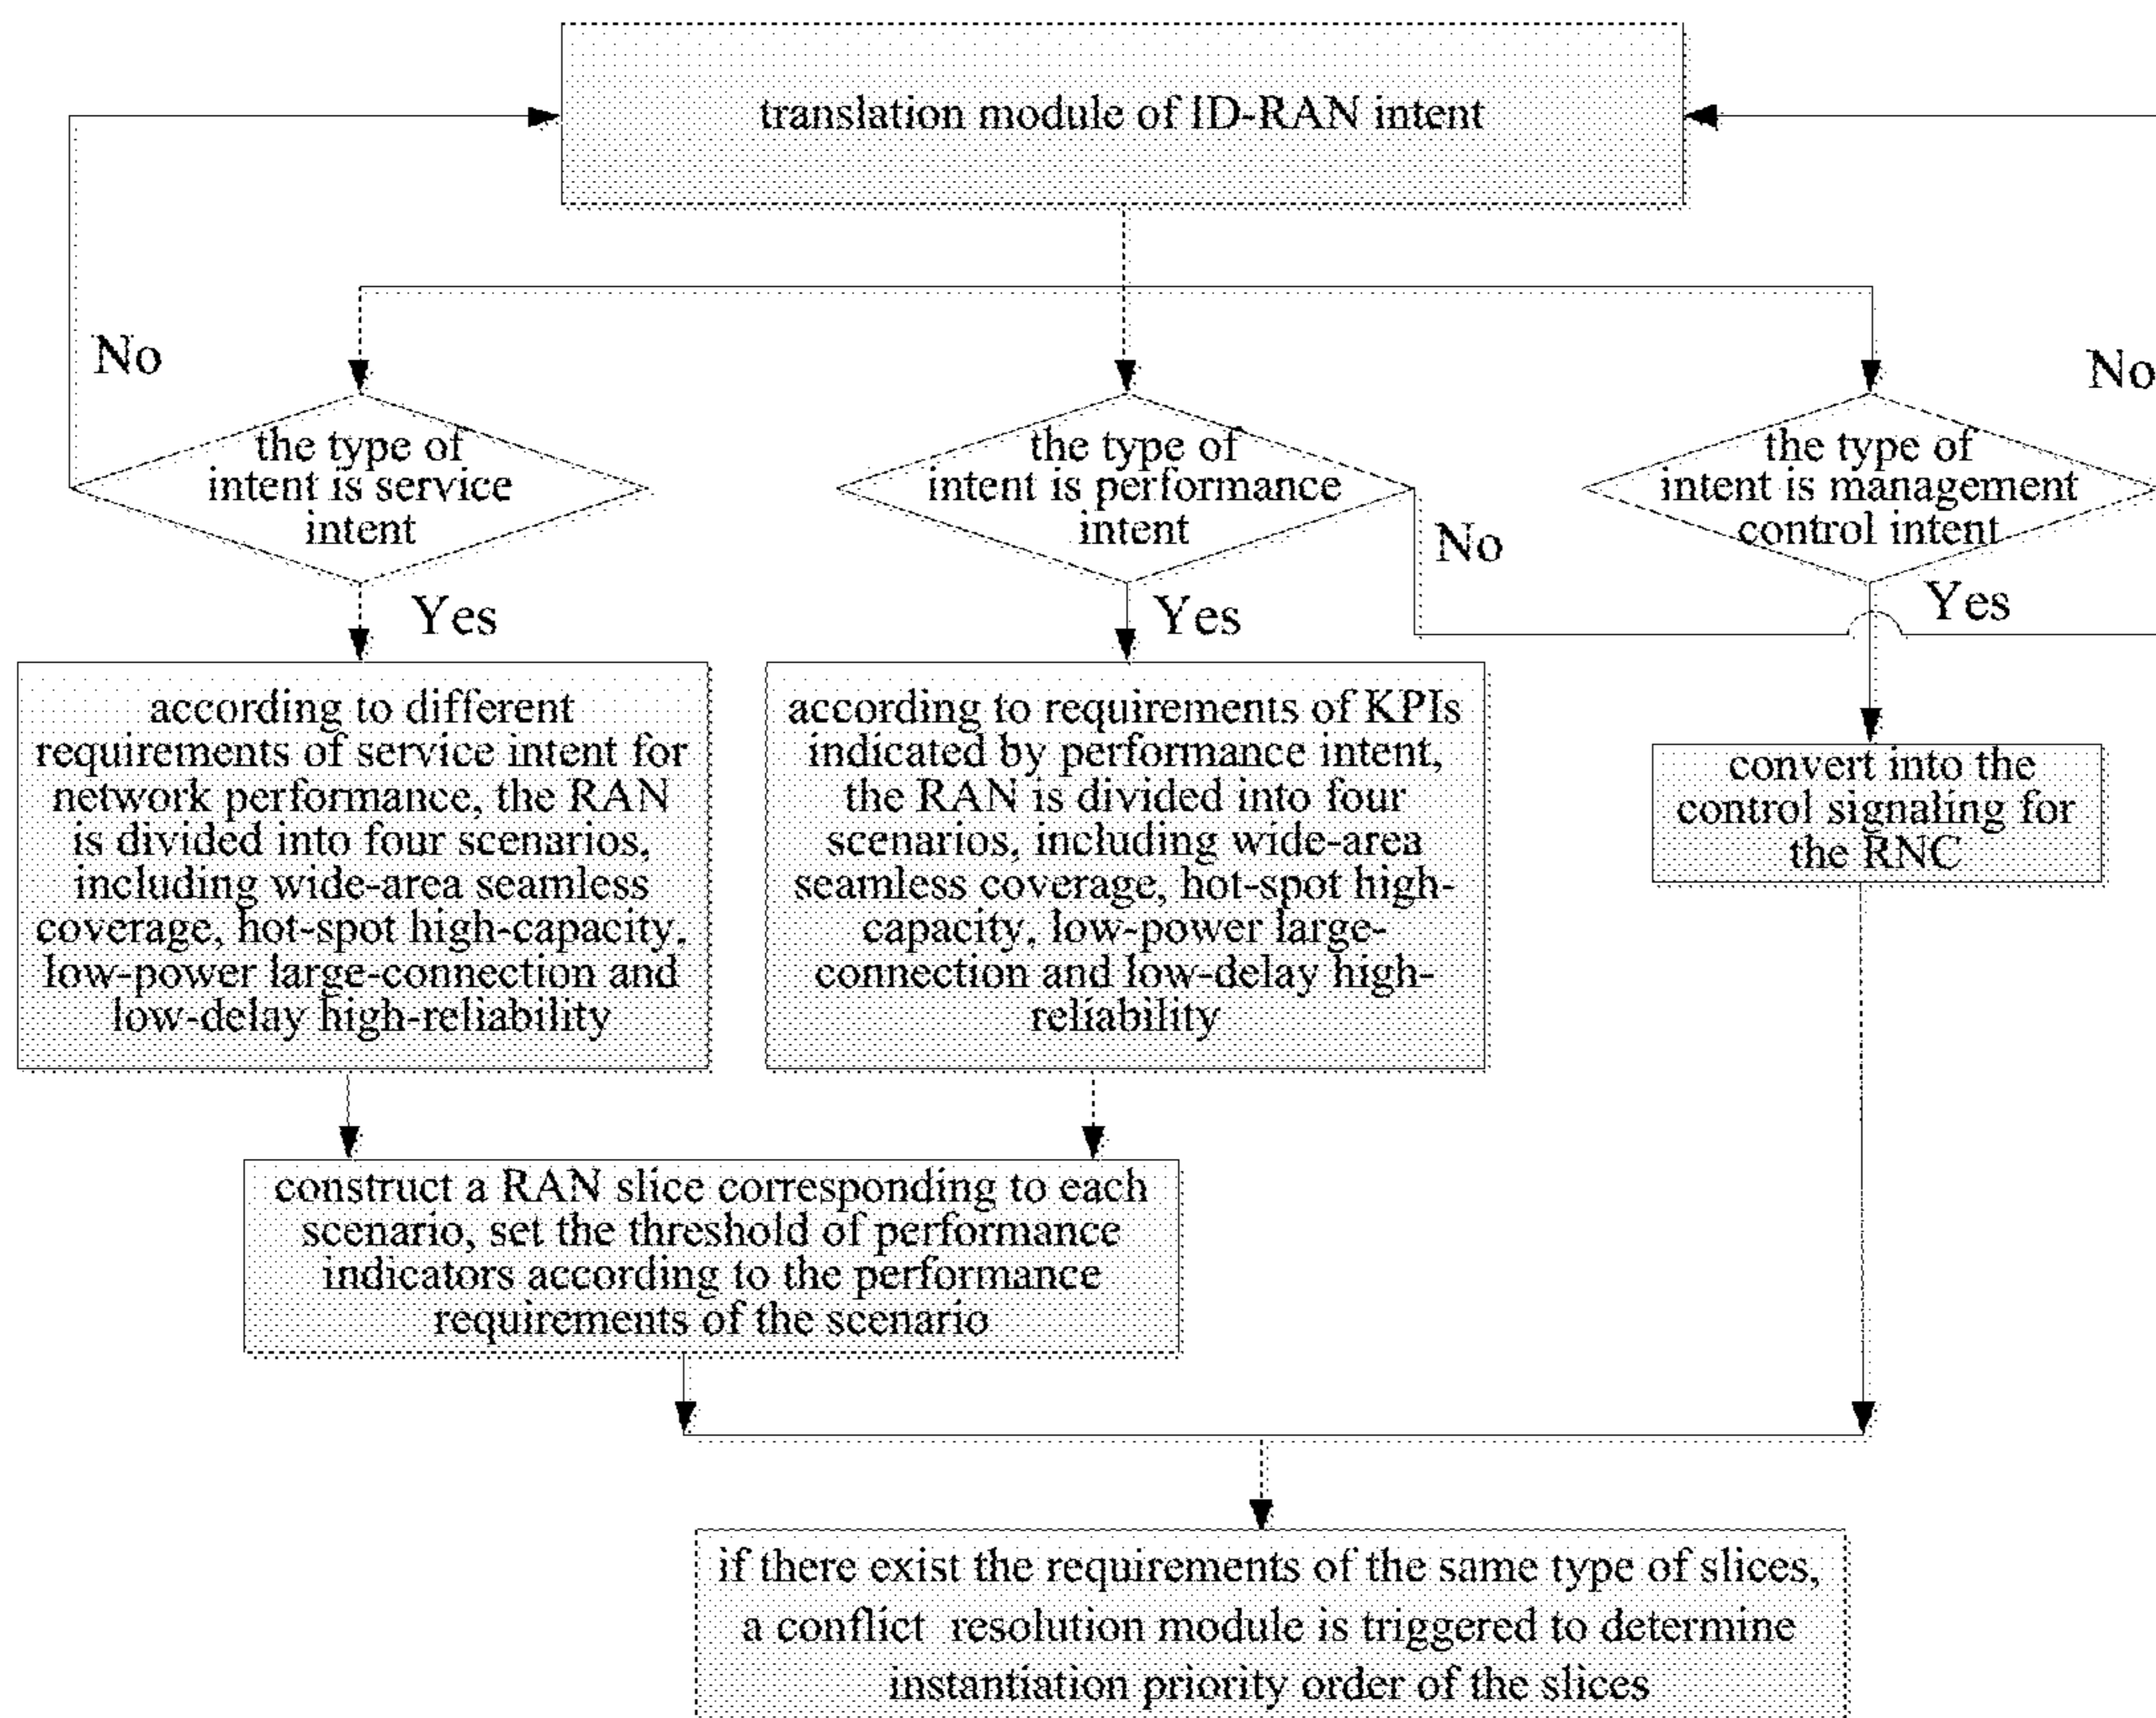 translation module of ID-RAN intent
No
No
the type of
intent is service
intent
the type of
intent is performance
intent
the type of
intent is management
control intent
No
Yes
Yes
Yes
according to different
requirements of service intent for
network performance, the RAN
is divided into four scenarios,
including wide-area seamless
coverage, hot-spot high-capacity,
low-power large-connection and
low-delay high-reliability
according to requirements of KPIs
indicated by performance intent,
the RAN is divided into four
scenarios, including wide-area
seamless coverage, hot-spot high-
capacity, low-power large-
connection and low-delay high-
reliability
convert into the
control signaling for
the RNC
construct a RAN slice corresponding to each
scenario, set the threshold of performance
indicators according to the performance
requirements of the scenario
if there exist the requirements of the same type of slices,
a conflict resolution module is triggered to determine
instantiation priority order of the slices